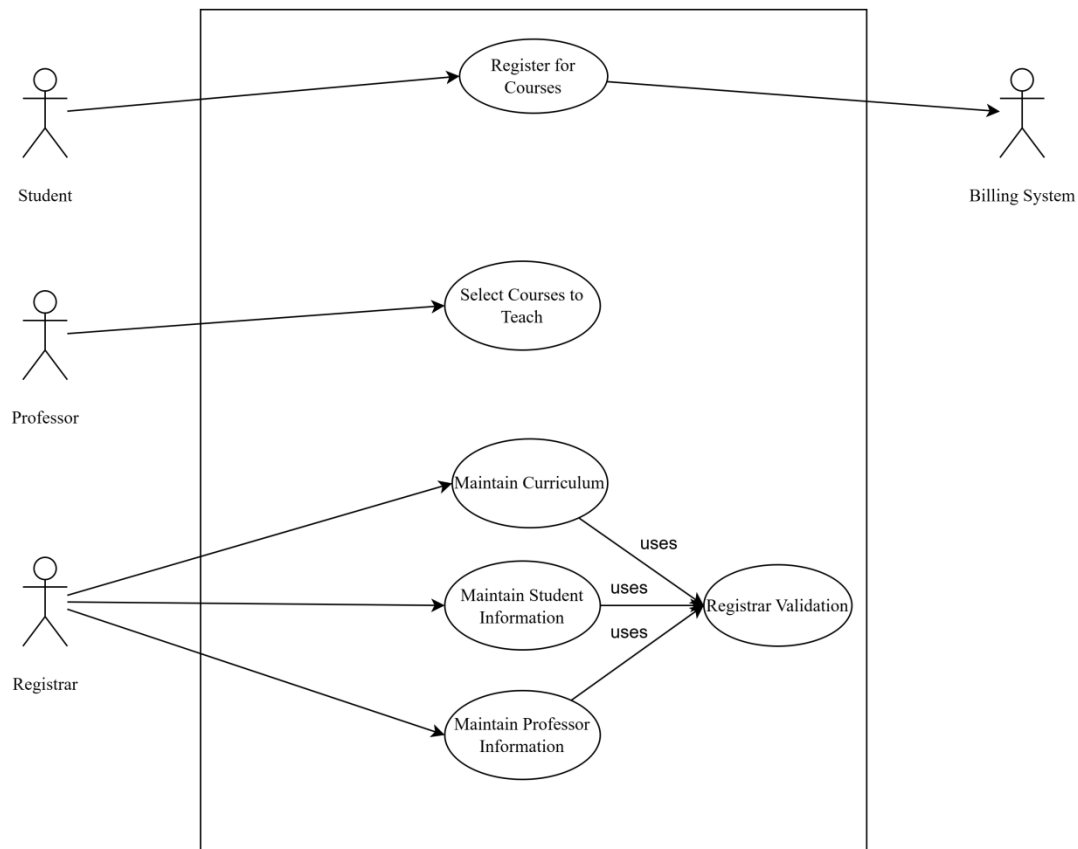 Register for
Courses
Student
Billing System
Select Courses to
Teach
Professor
Maintain Curriculum
uses
Maintain Student
Information
uses
Registrar Validation
uses
Registrar
Maintain Professor
Information